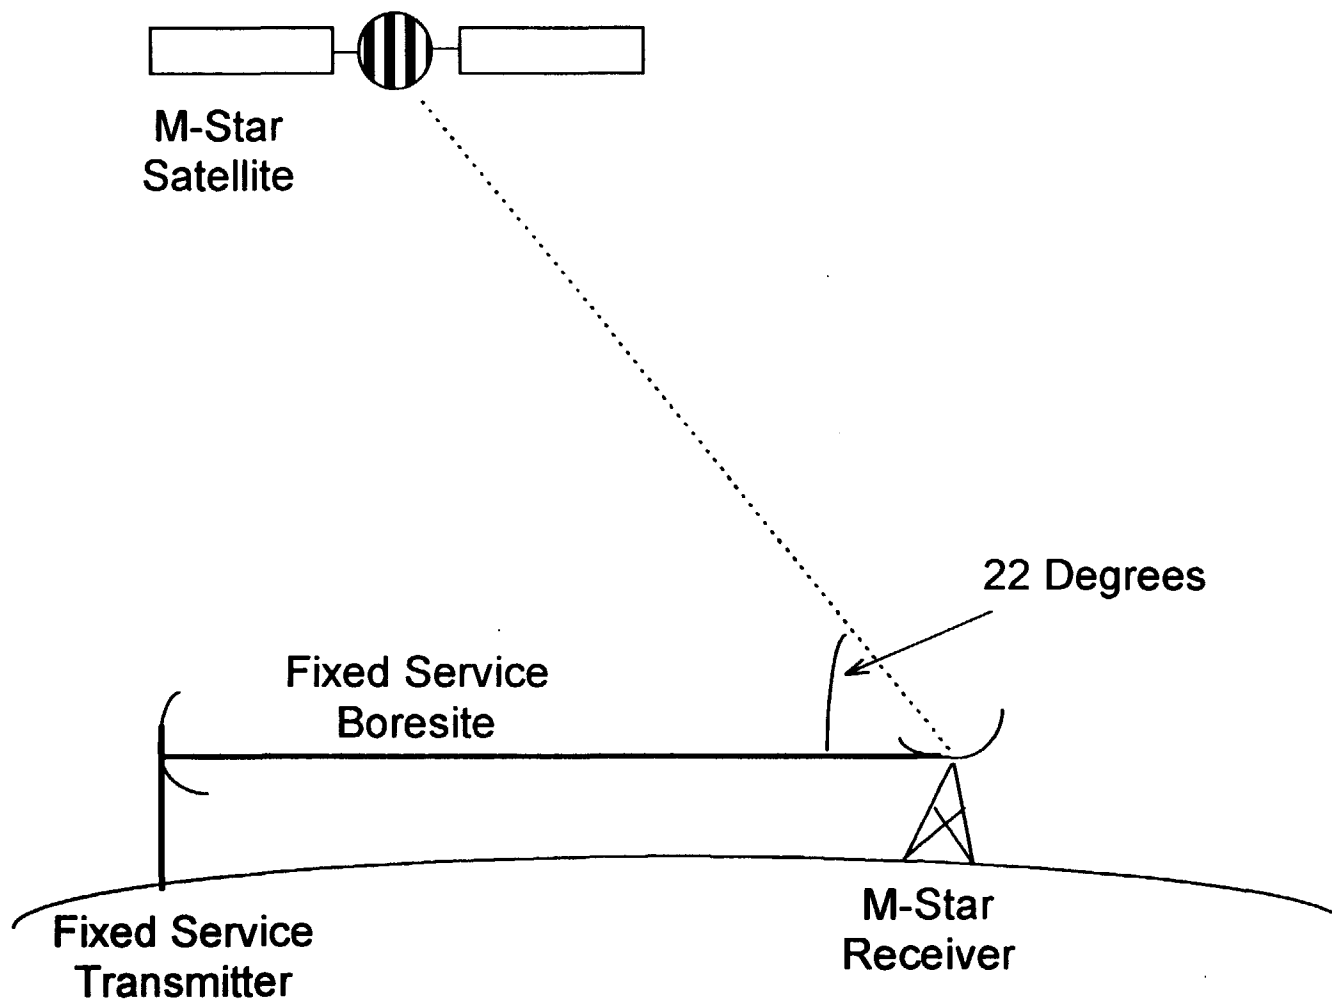 M-Star
Satellite
22 Degrees
Fixed Service
Boresite
Fixed Service
Transmitter
M-Star
Receiver